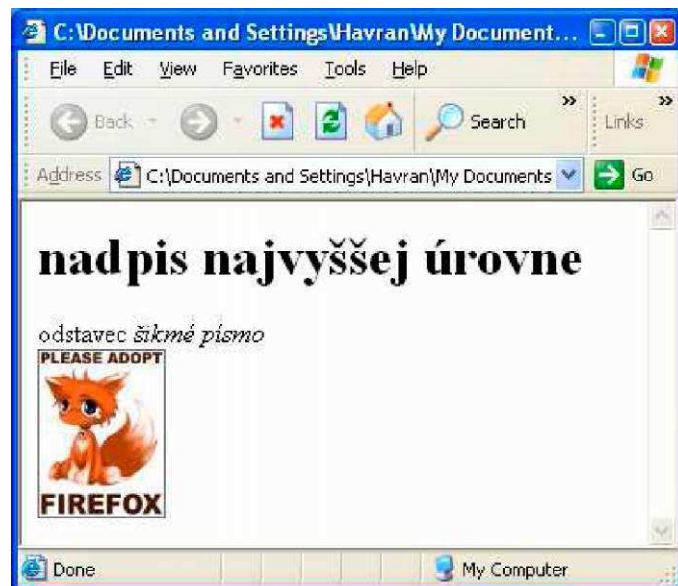 C:\Documents and Settings\Havran\My Document...
File Edit View Favorites Tools Help
Back Search » Links »
Address C:\Documents and Settings\Havran\My Documents Go
nadpis najvyššej úrovne
odstavec šikmé písmo
PLEASE ADOPT
FIREFOX
Done My Computer